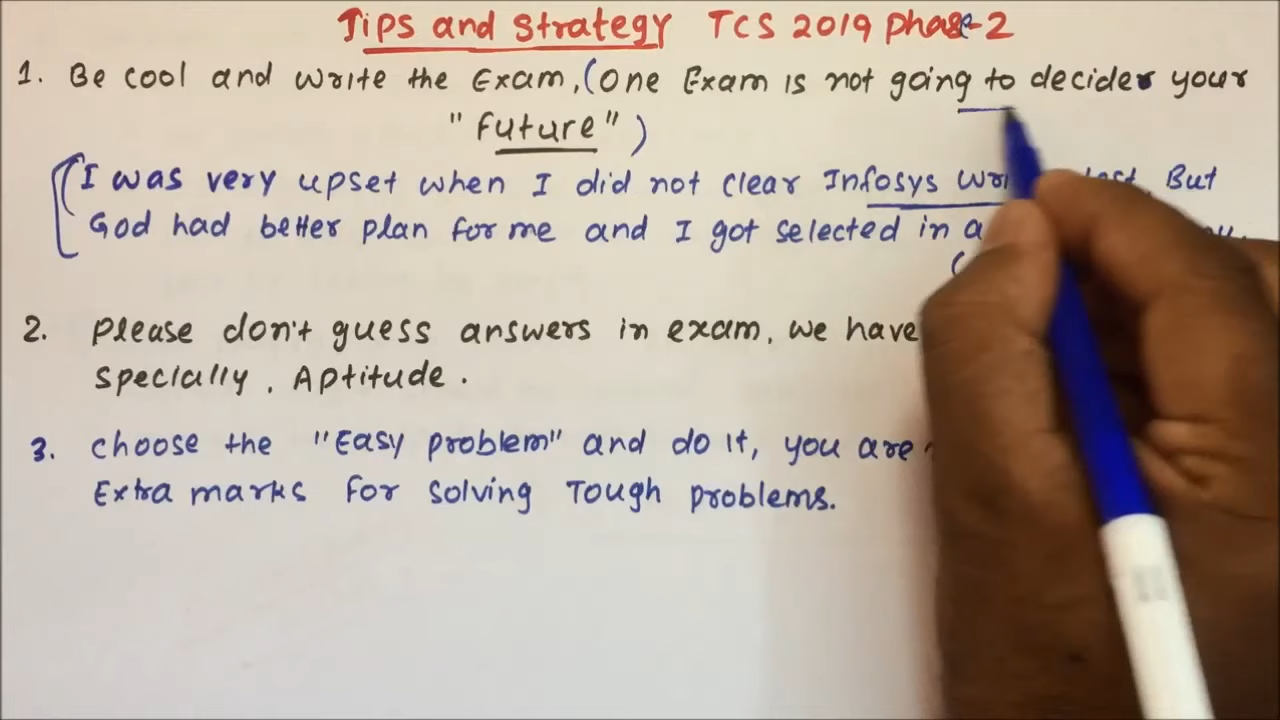 Tips and strategy TCS 2019 phase-2
1. Be cool and write the Exam, (One Exam is not going to decider your
"future")
I was very upset when I did not clear Infosys But
God had better plan for me and I got selected in
2. please don't guess answers in exam, we have
specially, Aptitude.
3. choose the "Easy problem" and do it, you are
Extra marks for solving Tough problems.